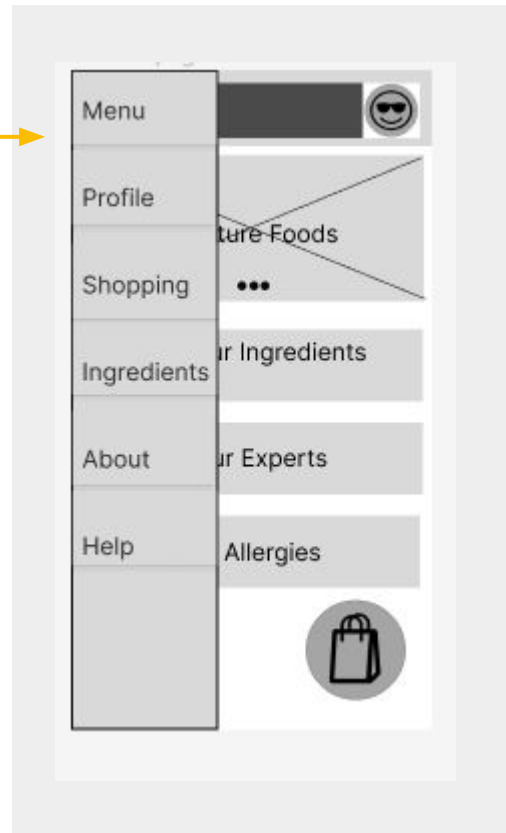 Menu
Profile
ture Foods
Shopping
ur Ingredients
Ingredients
About
ur Experts
Help
Allergies